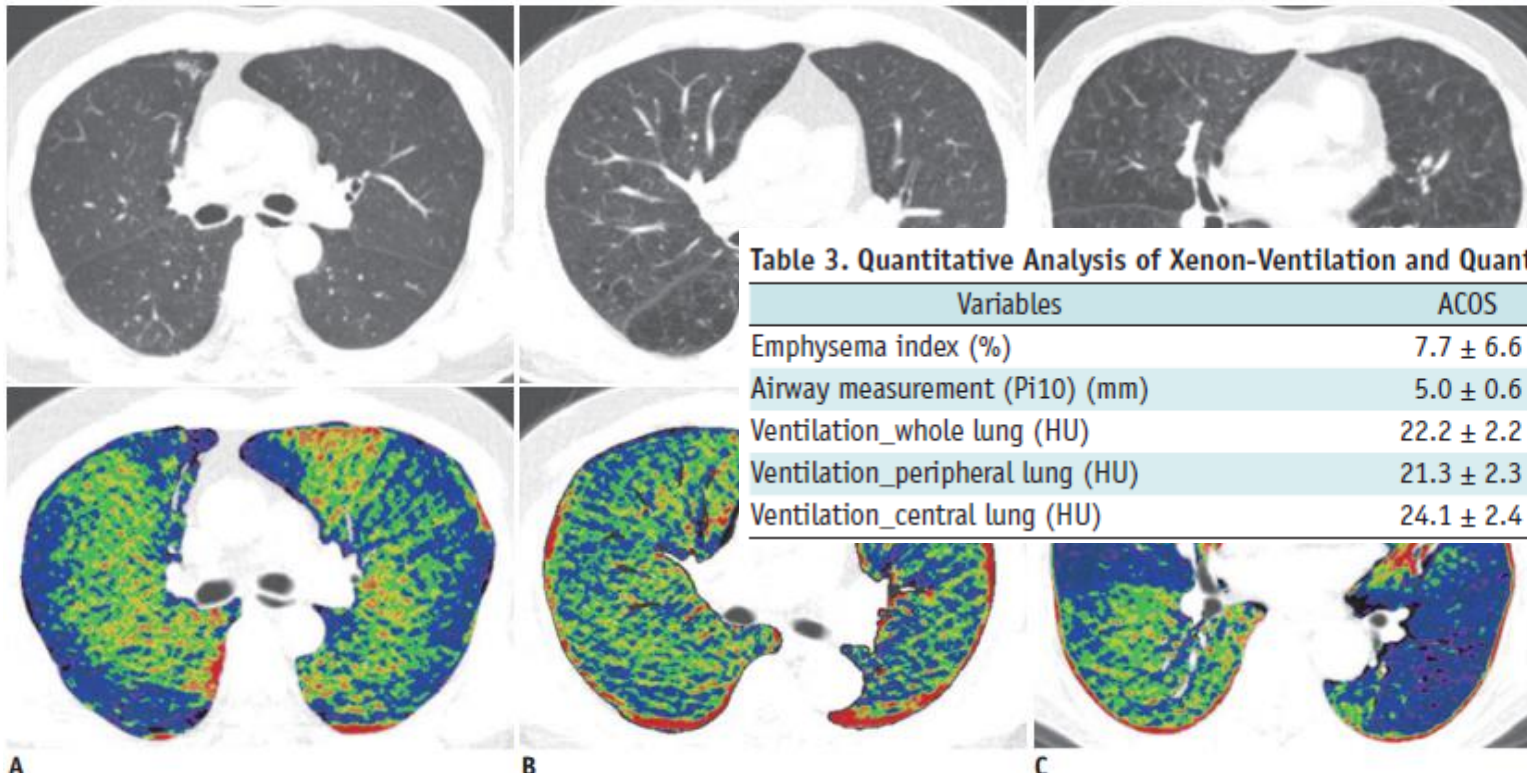 Table 3. Quantitative Analysis of Xenon-Ventilation and Quant
Variables ACOS
Emphysema index (%) 7.7 ± 6.6
Airway measurement (Pi10) (mm) 5.0 ± 0.6
Ventilation_whole lung (HU) 22.2 ± 2.2
Ventilation_peripheral lung (HU) 21.3 ± 2.3
Ventilation_central lung (HU) 24.1 ± 2.4
A B C